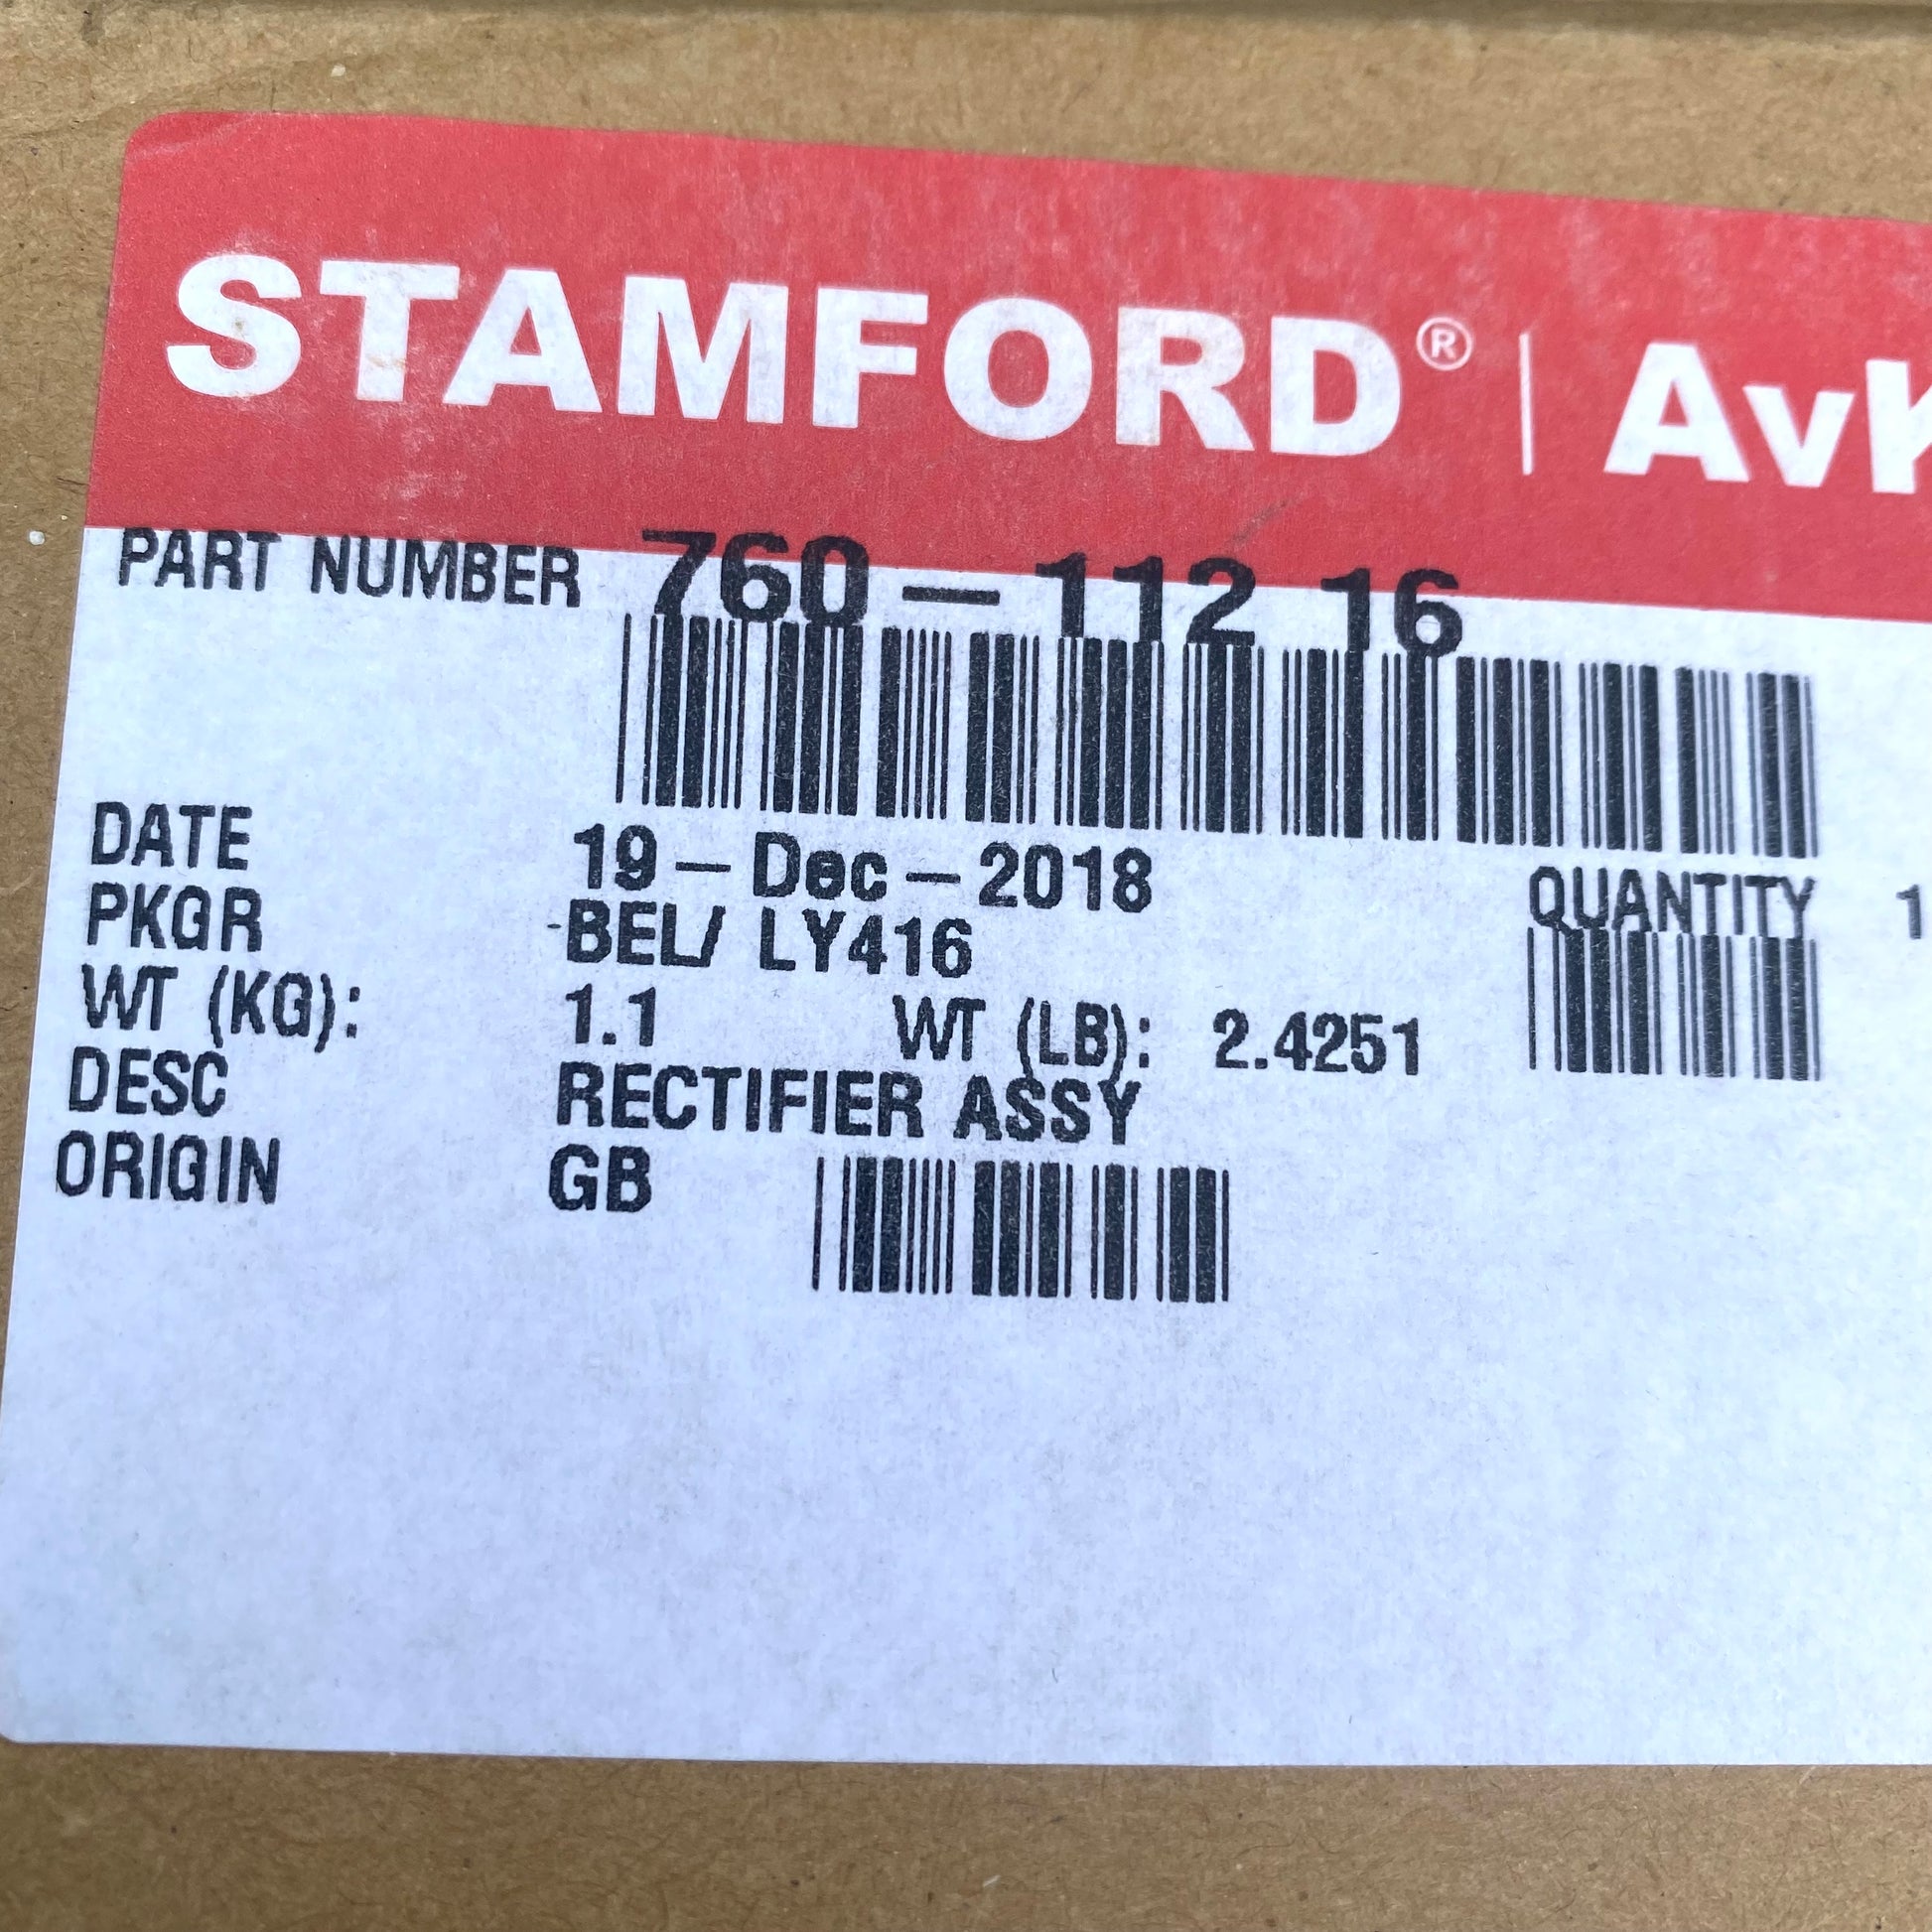 STAMFORD® | AvK
PART NUMBER 760-112 16
DATE 19-Dec-2018
QUANTITY 1
PKGR BEL/ LY416
WT (KG): 1.1 WT (LB): 2.4251
DESC RECTIFIER ASSY
ORIGIN GB